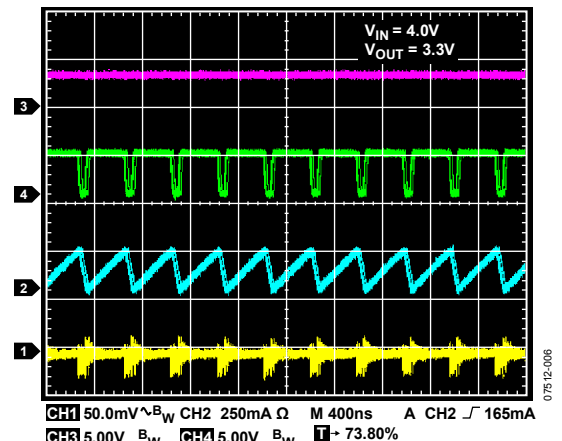 V_IN = 4.0V
V_OUT = 3.3V
3
4
2
1
CH1 50.0mV∿B_W CH2 250mA Ω M 400ns A CH2 ⎍ 165mA
CH3 5.00V B_W CH4 5.00V B_W T→ 73.80%
07512-006